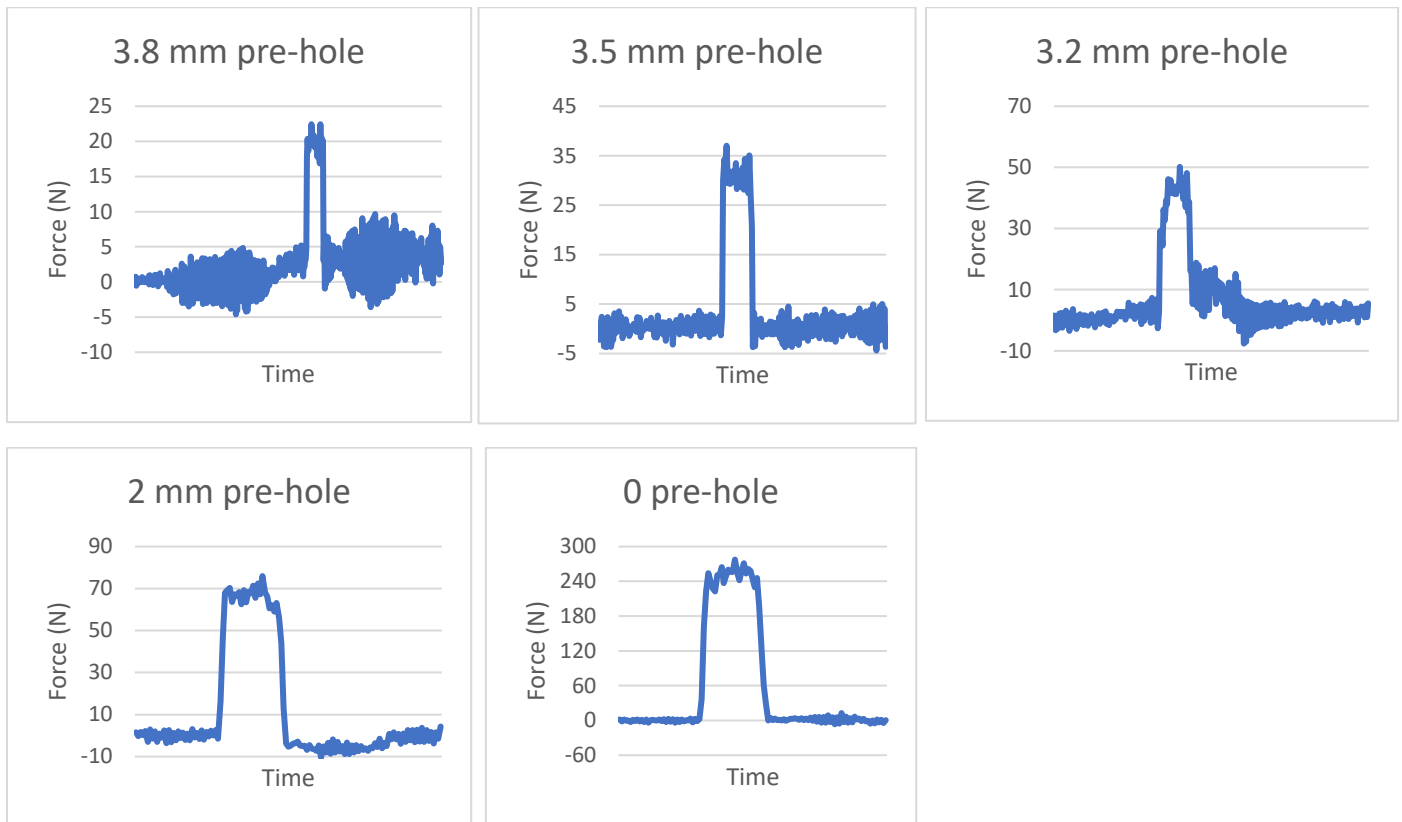 3.8 mm pre-hole
25
20
15
10
5
0
-5
-10
Force (N)
Time
3.5 mm pre-hole
45
35
25
15
5
-5
Force (N)
Time
3.2 mm pre-hole
70
50
30
10
-10
Force (N)
Time
2 mm pre-hole
90
70
50
30
10
-10
Force (N)
Time
0 pre-hole
300
240
180
120
60
0
-60
Force (N)
Time